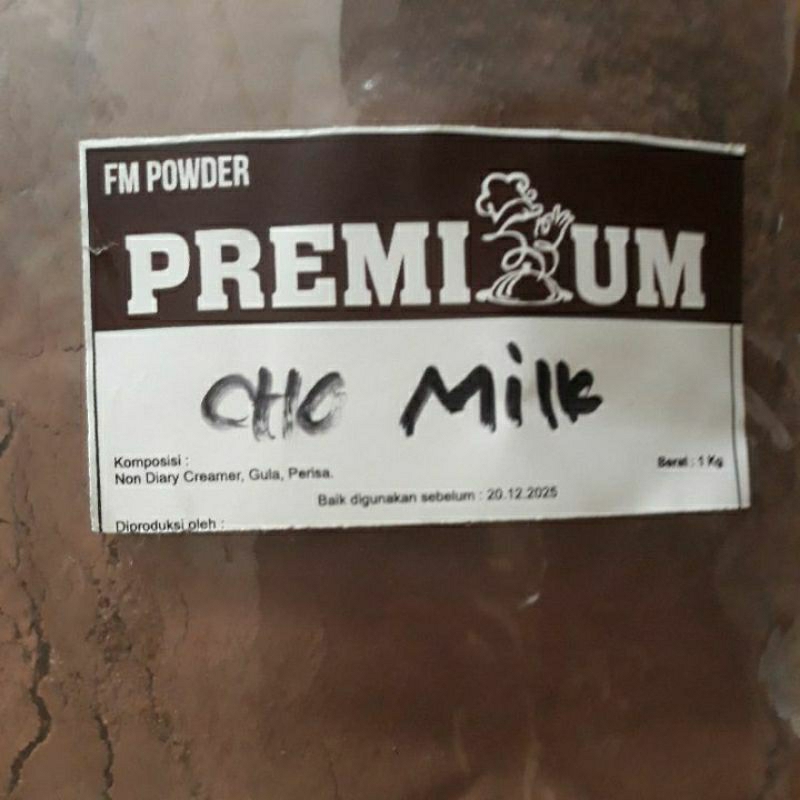 FM POWDER
PREMIUM
CHO Milk
Komposisi :
Non Diary Creamer, Gula, Perisa.
Berat : 1 Kg
Baik digunakan sebelum : 20.12.2025
Diproduksi oleh :